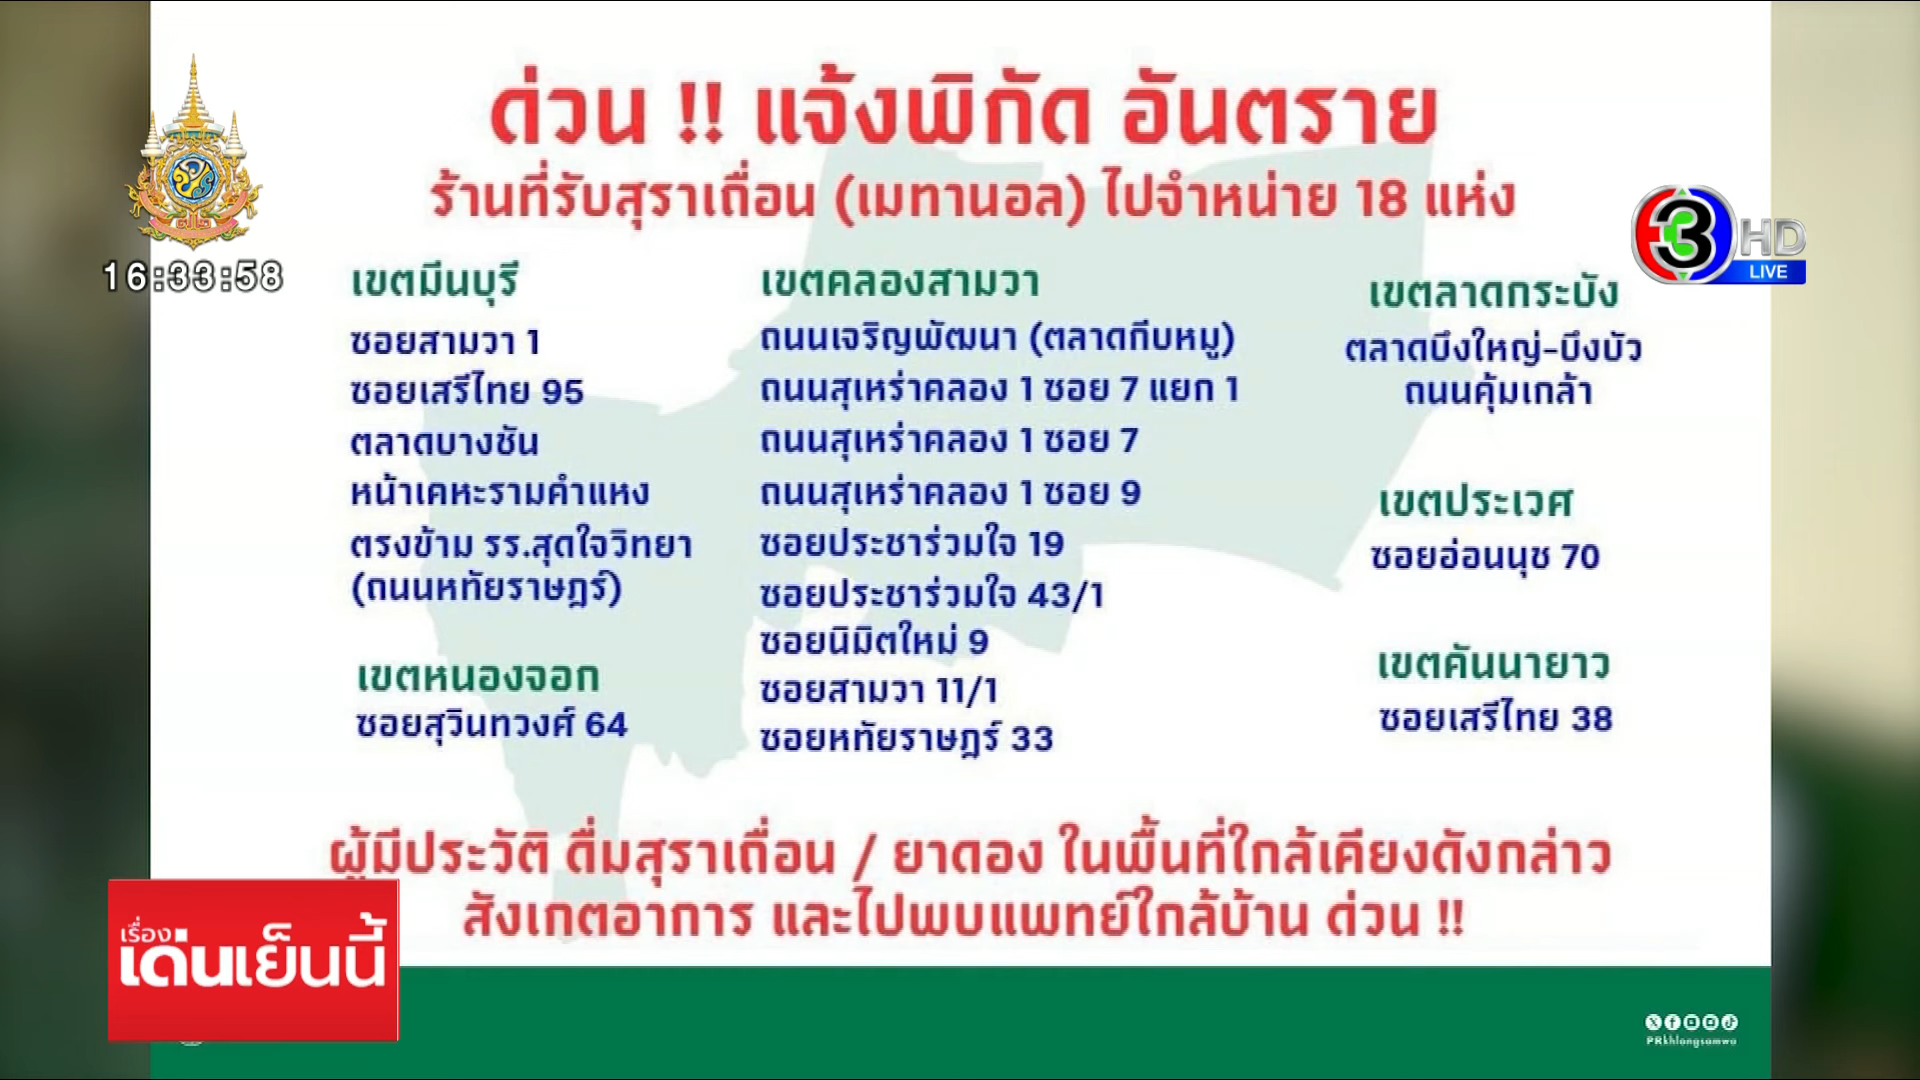 ด่วน !! แจ้งพิกัด อันตราย
ร้านที่รับสุราเถื่อน (เมทานอล) ไปจำหน่าย 18 แห่ง
16:33:58
3 HD
LIVE
เขตมีนบุรี
ซอยสามวา 1
ซอยเสรีไทย 95
ตลาดบางชัน
หน้าเคหะรามคำแหง
ตรงข้าม รร.สุดใจวิทยา
(ถนนหทัยราษฎร์)
เขตหนองจอก
ซอยสุวินทวงศ์ 64
เขตคลองสามวา
ถนนเจริญพัฒนา (ตลาดกีบหมู)
ถนนสุเหร่าคลอง 1 ซอย 7 แยก 1
ถนนสุเหร่าคลอง 1 ซอย 7
ถนนสุเหร่าคลอง 1 ซอย 9
ซอยประชาร่วมใจ 19
ซอยประชาร่วมใจ 43/1
ซอยนิมิตใหม่ 9
ซอยสามวา 11/1
ซอยหทัยราษฎร์ 33
เขตลาดกระบัง
ตลาดบึงใหญ่-บึงบัว
ถนนคุ้มเกล้า
เขตประเวศ
ซอยอ่อนนุช 70
เขตคันนายาว
ซอยเสรีไทย 38
ผู้มีประวัติ ดื่มสุราเถื่อน / ยาดอง ในพื้นที่ใกล้เคียงดังกล่าว
สังเกตอาการ และไปพบแพทย์ใกล้บ้าน ด่วน !!
เรื่อง
เด่นเย็นนี้
PRkhlongsamwa